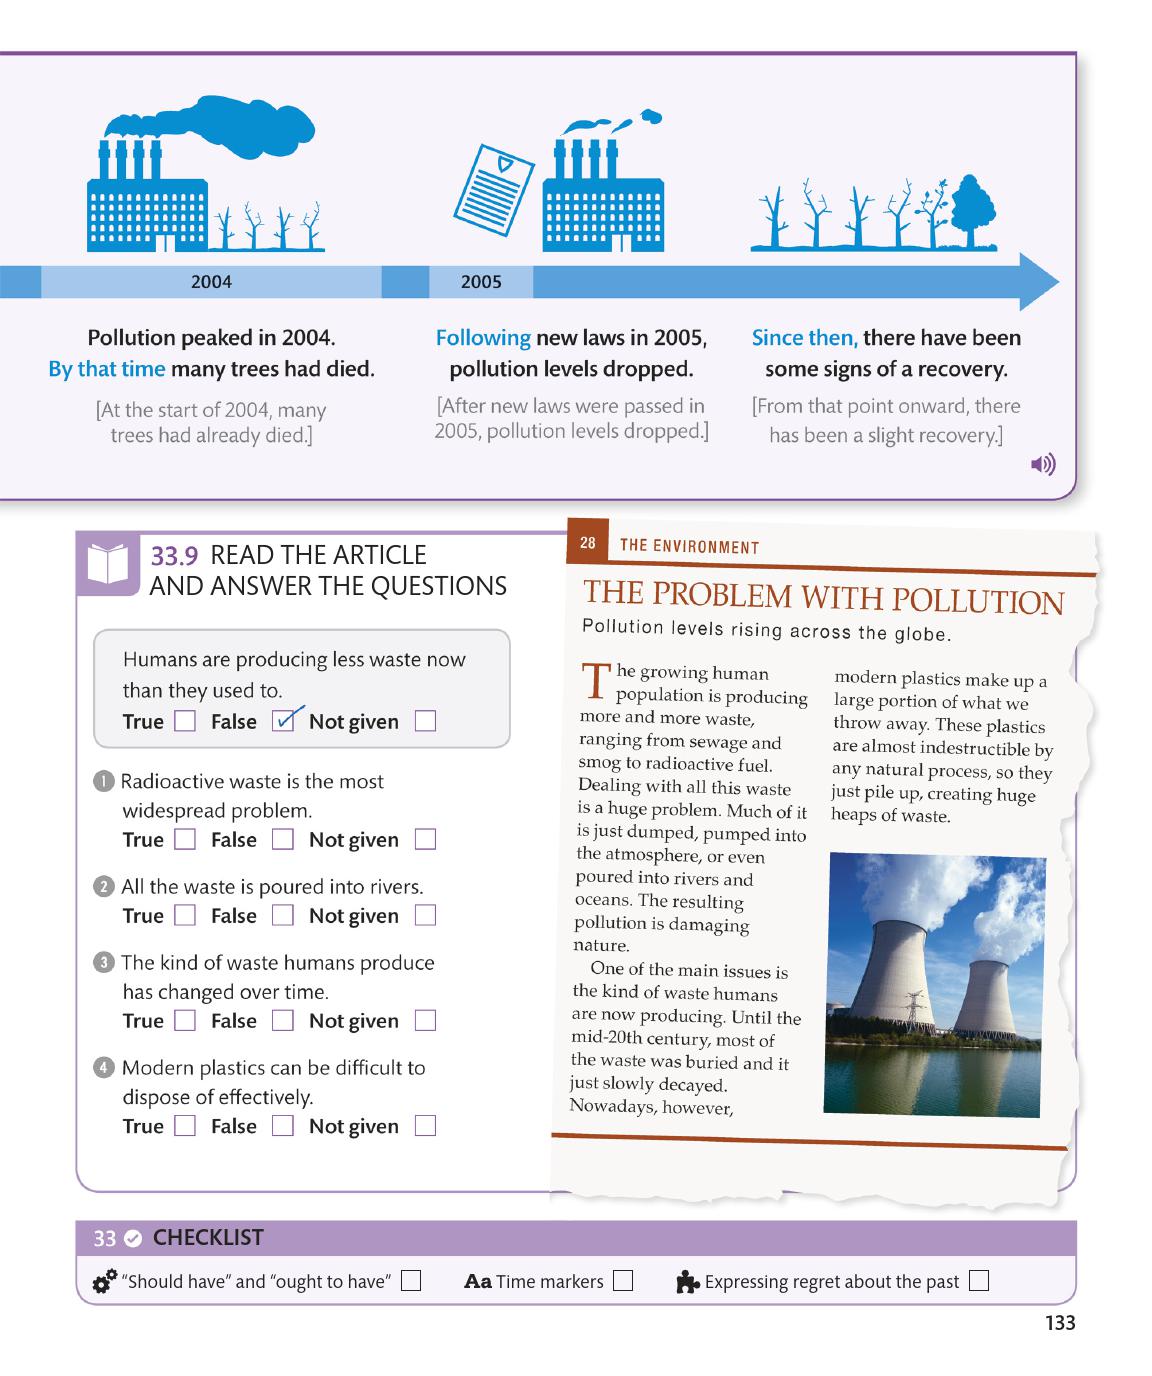 2004
2005
Pollution peaked in 2004.
By that time many trees had died.
[At the start of 2004, many
trees had already died.]
Following new laws in 2005,
pollution levels dropped.
[After new laws were passed in
2005, pollution levels dropped.]
Since then, there have been
some signs of a recovery.
[From that point onward, there
has been a slight recovery.]
33.9 READ THE ARTICLE
AND ANSWER THE QUESTIONS
Humans are producing less waste now
than they used to.
True False Not given
1 Radioactive waste is the most
widespread problem.
True False Not given
2 All the waste is poured into rivers.
True False Not given
3 The kind of waste humans produce
has changed over time.
True False Not given
4 Modern plastics can be difficult to
dispose of effectively.
True False Not given
28 THE ENVIRONMENT
THE PROBLEM WITH POLLUTION
Pollution levels rising across the globe.
The growing human
population is producing
more and more waste,
ranging from sewage and
smog to radioactive fuel.
Dealing with all this waste
is a huge problem. Much of it
is just dumped, pumped into
the atmosphere, or even
poured into rivers and
oceans. The resulting
pollution is damaging
nature.
One of the main issues is
the kind of waste humans
are now producing. Until the
mid-20th century, most of
the waste was buried and it
just slowly decayed.
Nowadays, however,
modern plastics make up a
large portion of what we
throw away. These plastics
are almost indestructible by
any natural process, so they
just pile up, creating huge
heaps of waste.
33 CHECKLIST
"Should have" and "ought to have" Aa Time markers Expressing regret about the past
133